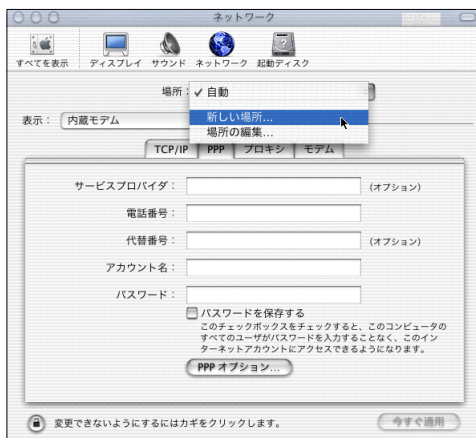 ネットワーク
すべてを表示 ディスプレイ サウンド ネットワーク 起動ディスク
場所： ✓ 自動
新しい場所...
場所の編集...
表示： 内蔵モデム
TCP/IP PPP プロキシ モデム
サービスプロバイダ： (オプション)
電話番号：
代替番号： (オプション)
アカウント名：
パスワード：
パスワードを保存する
このチェックボックスをチェックすると、このコンピュータの
すべてのユーザがパスワードを入力することなく、このイン
ターネットアカウントにアクセスできるようになります。
PPP オプション...
変更できないようにするにはカギをクリックします。
今すぐ適用